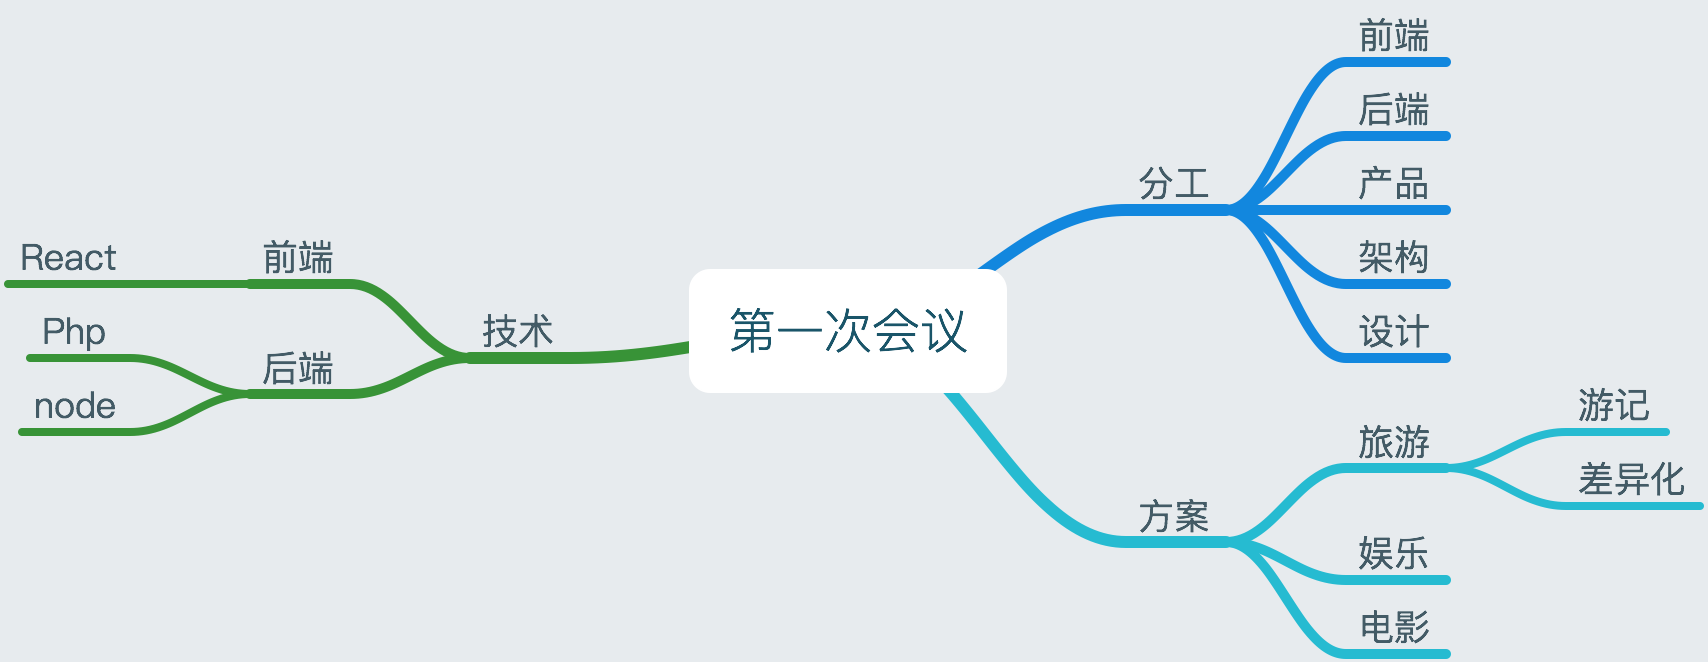 第一次会议
分工
前端
后端
产品
架构
设计
方案
旅游
游记
差异化
娱乐
电影
技术
前端
React
后端
Php
node